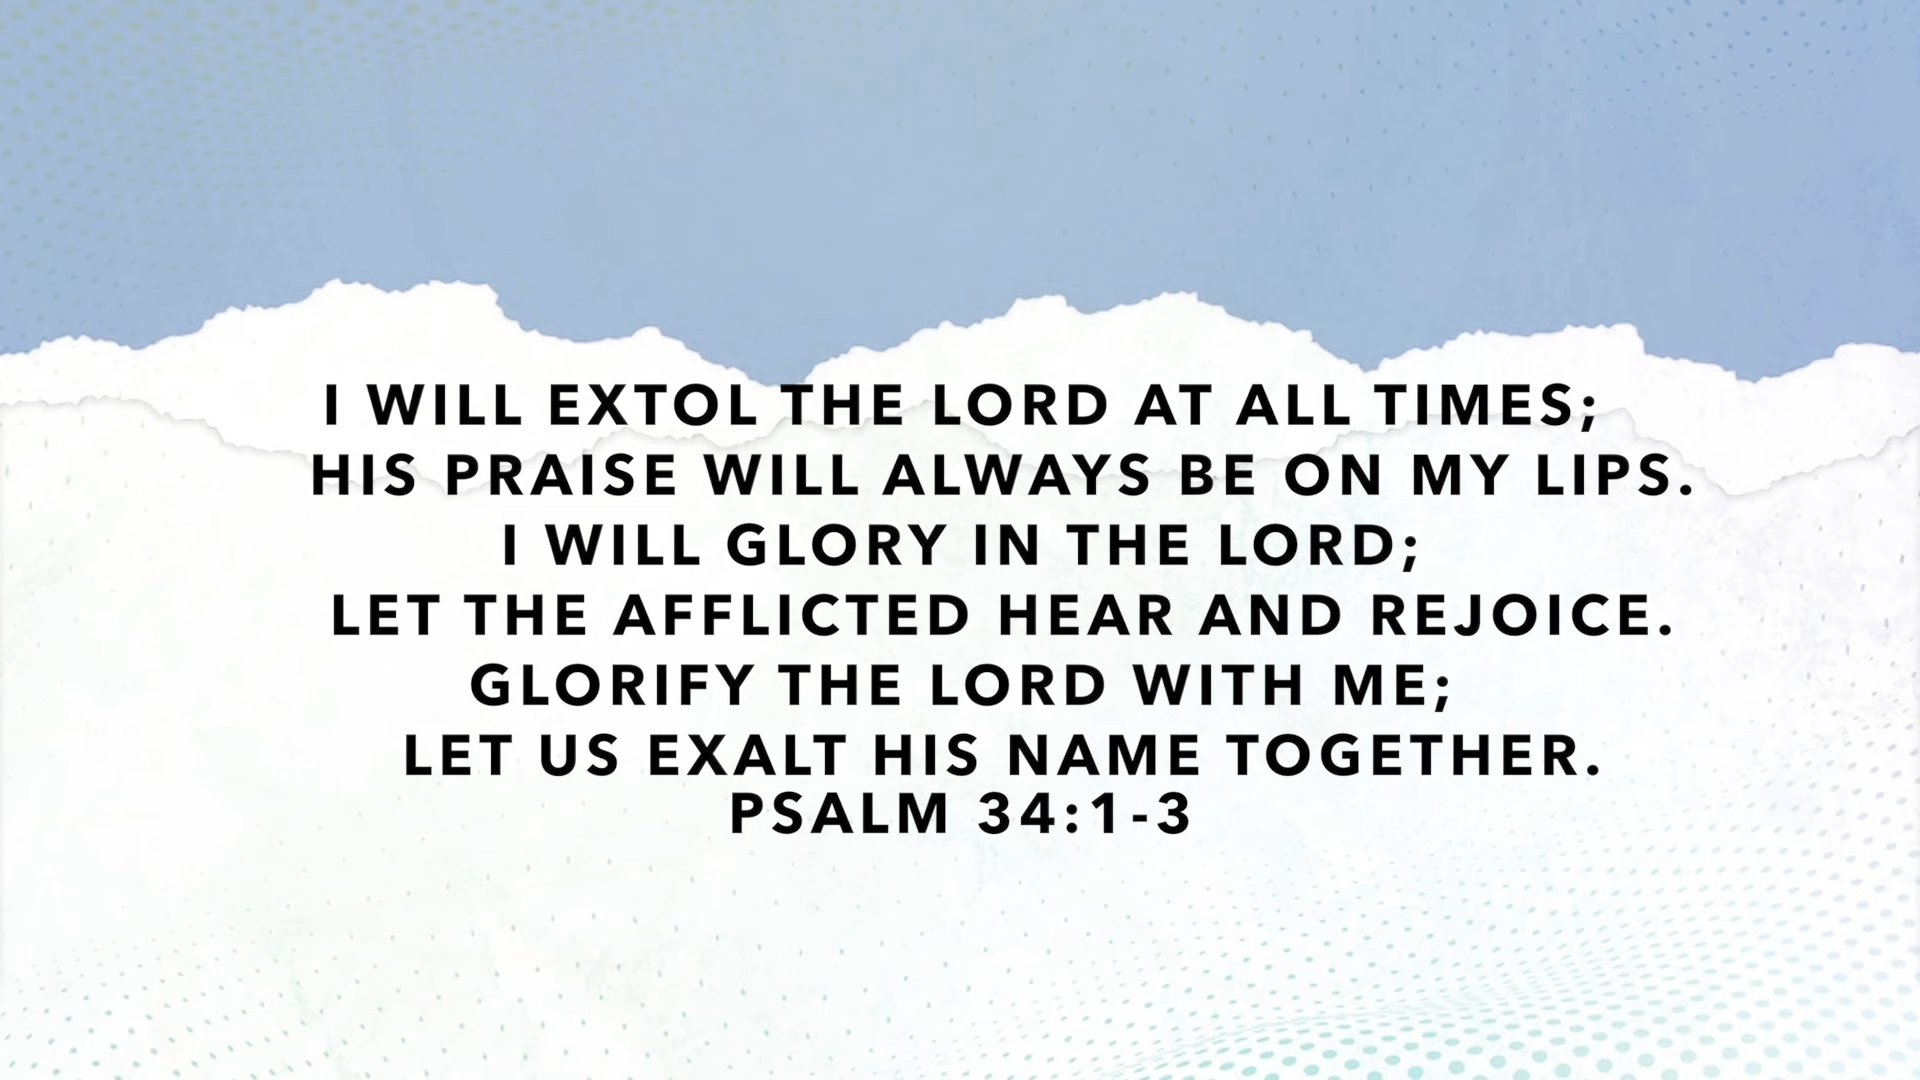 I WILL EXTOL THE LORD AT ALL TIMES;
HIS PRAISE WILL ALWAYS BE ON MY LIPS.
I WILL GLORY IN THE LORD;
LET THE AFFLICTED HEAR AND REJOICE.
GLORIFY THE LORD WITH ME;
LET US EXALT HIS NAME TOGETHER.
PSALM 34:1-3